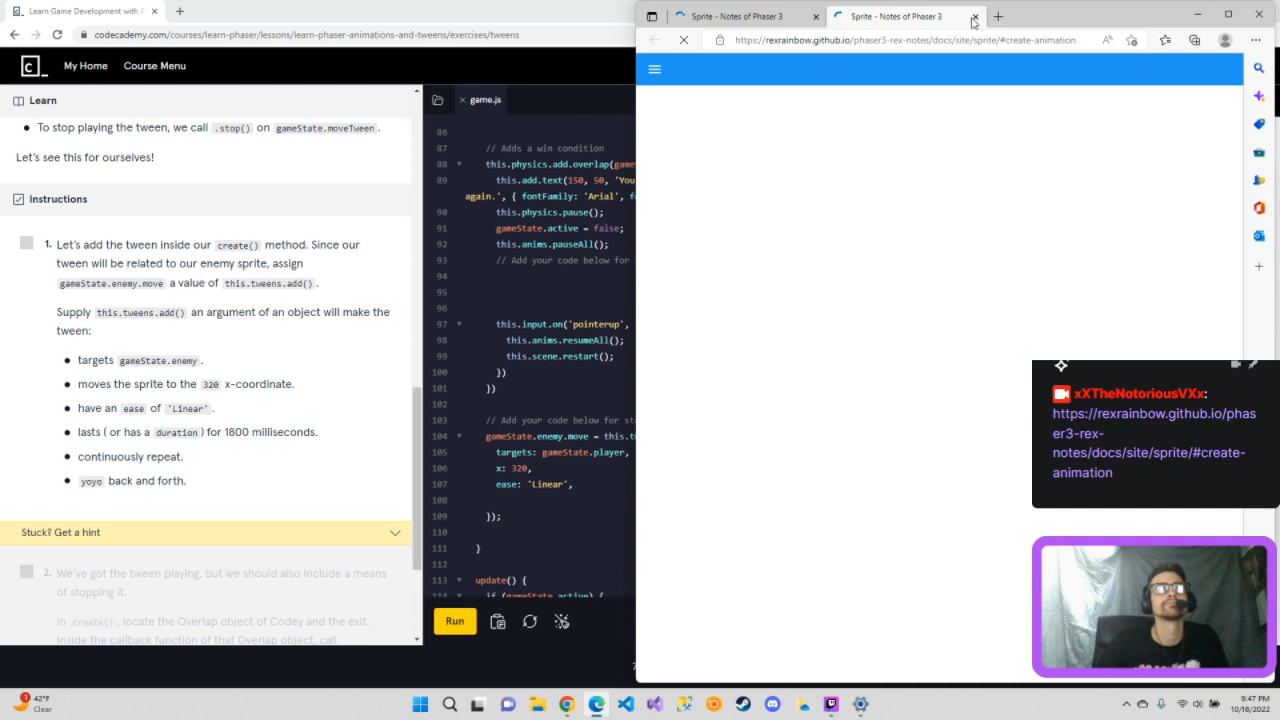 Learn Game Development with P
codecademy.com/courses/learn-phaser/lessons/learn-phaser-animations-and-tweens/exercises/tweens
My Home
Course Menu
Learn
To stop playing the tween, we call .stop() on gameState.moveTween.
Let's see this for ourselves!
Instructions
1. Let's add the tween inside our create() method. Since our
tween will be related to our enemy sprite, assign
gameState.enemy.move a value of this.tweens.add().
Supply this.tweens.add() an argument of an object will make the
tween:
targets gameState.enemy.
moves the sprite to the 320 x-coordinate.
have an ease of 'Linear'.
lasts ( or has a duration) for 1800 milliseconds.
continuously repeat.
yoyo back and forth.
Stuck? Get a hint
2. We've got the tween playing, but we should also include a means
of stopping it.
In create(), locate the Overlap object of Codey and the exit.
Inside the callback function of that Overlap object, call
game.js
86
87 // Adds a win condition
88 this.physics.add.overlap(game
89 this.add.text(150, 50, 'You
again.', { fontFamily: 'Arial', f
90 this.physics.pause();
91 gameState.active = false;
92 this.anims.pauseAll();
93 // Add your code below for
94
95
96
97 this.input.on('pointerup',
98 this.anims.resumeAll();
99 this.scene.restart();
100 })
101 })
102
103 // Add your code below for st
104 gameState.enemy.move = this.t
105 targets: gameState.player,
106 x: 320,
107 ease: 'Linear',
108
109 });
110
111 }
112
113 update() {
114 if (gameState.active) {
Run
Sprite - Notes of Phaser 3
Sprite - Notes of Phaser 3
https://rexrainbow.github.io/phaser3-rex-notes/docs/site/sprite/#create-animation
xXTheNotoriousVXx:
https://rexrainbow.github.io/phas
er3-rex-
notes/docs/site/sprite/#create-
animation
1
42°F
Clear
9:47 PM
10/18/2022